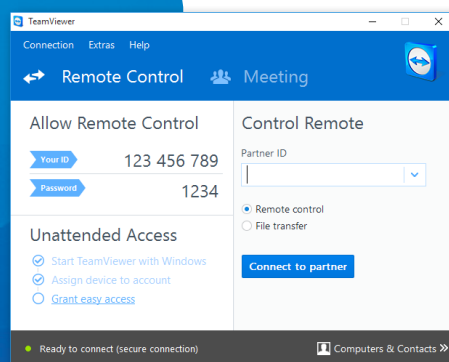 TeamViewer
Connection Extras Help
Remote Control Meeting
Allow Remote Control
Your ID 123 456 789
Password 1234
Unattended Access
Start TeamViewer with Windows
Assign device to account
Grant easy access
Control Remote
Partner ID
Remote control
File transfer
Connect to partner
Ready to connect (secure connection)
Computers & Contacts